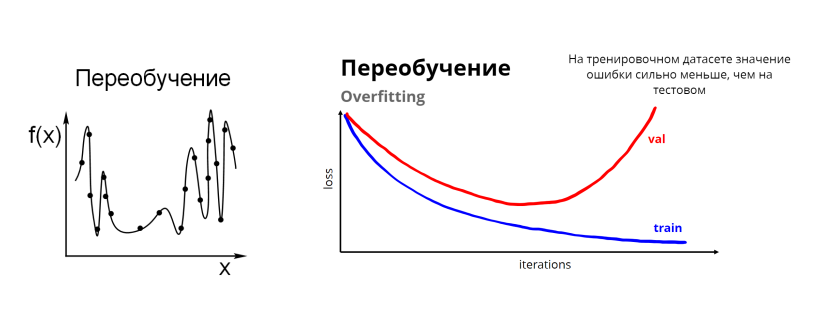 Переобучение
f(x)
x
Переобучение
Overfitting
На тренировочном датасете значение
ошибки сильно меньше, чем на
тестовом
val
loss
train
iterations